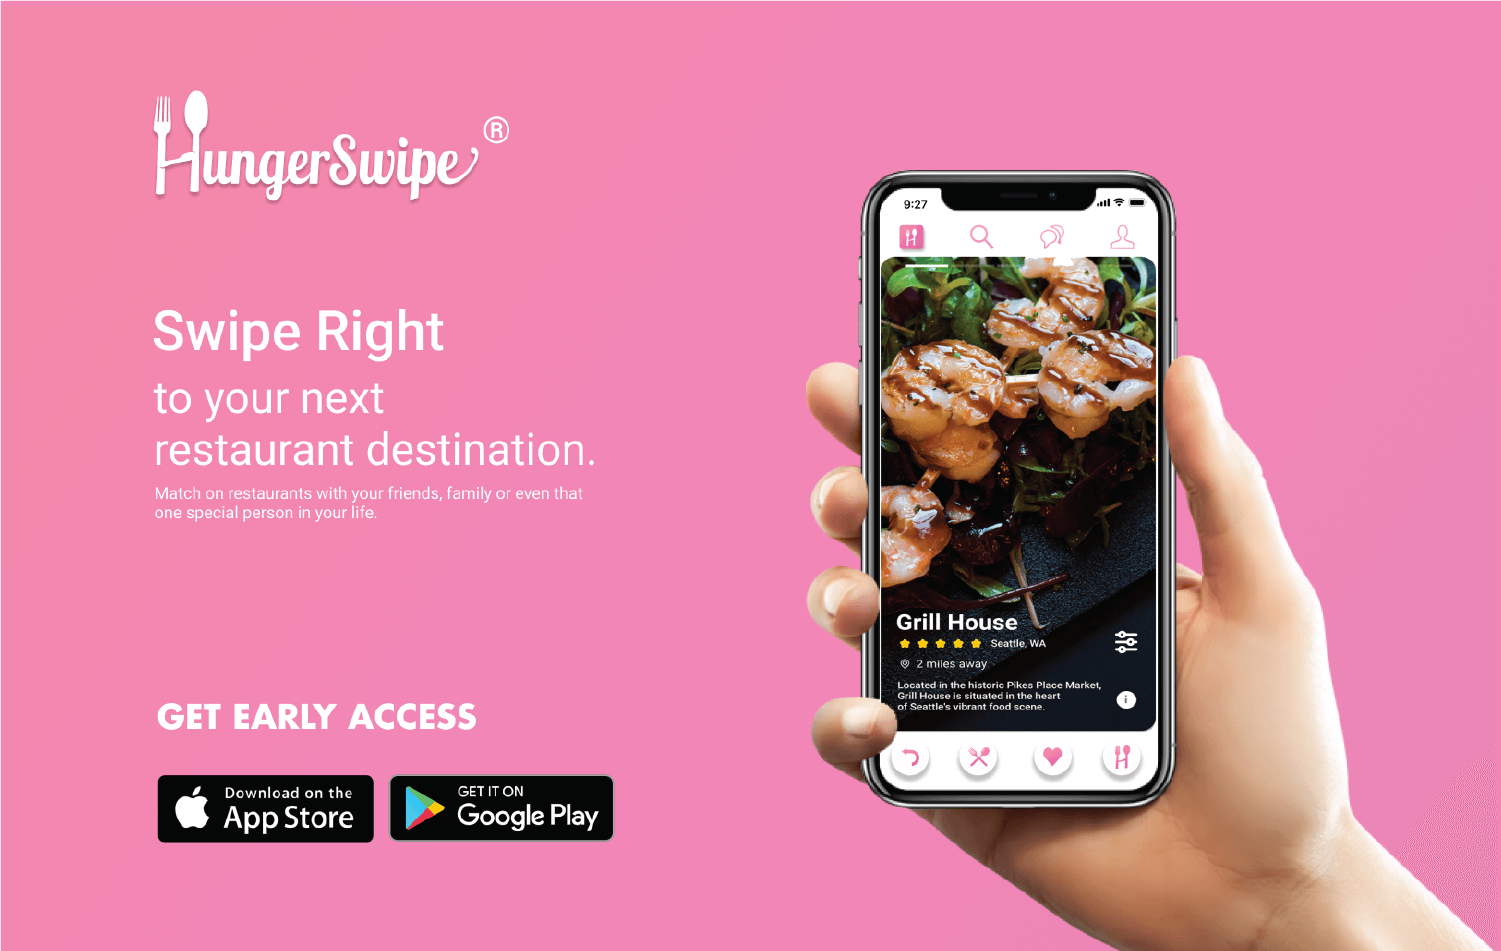 HungerSwipe®
Swipe Right
to your next
restaurant destination.
Match on restaurants with your friends, family or even that
one special person in your life.
GET EARLY ACCESS
Download on the
App Store
GET IT ON
Google Play
9:27
H
Grill House
Seattle, WA
2 miles away
Located in the historic Pikes Place Market,
Grill House is situated in the heart
of Seattle's vibrant food scene.
i
H